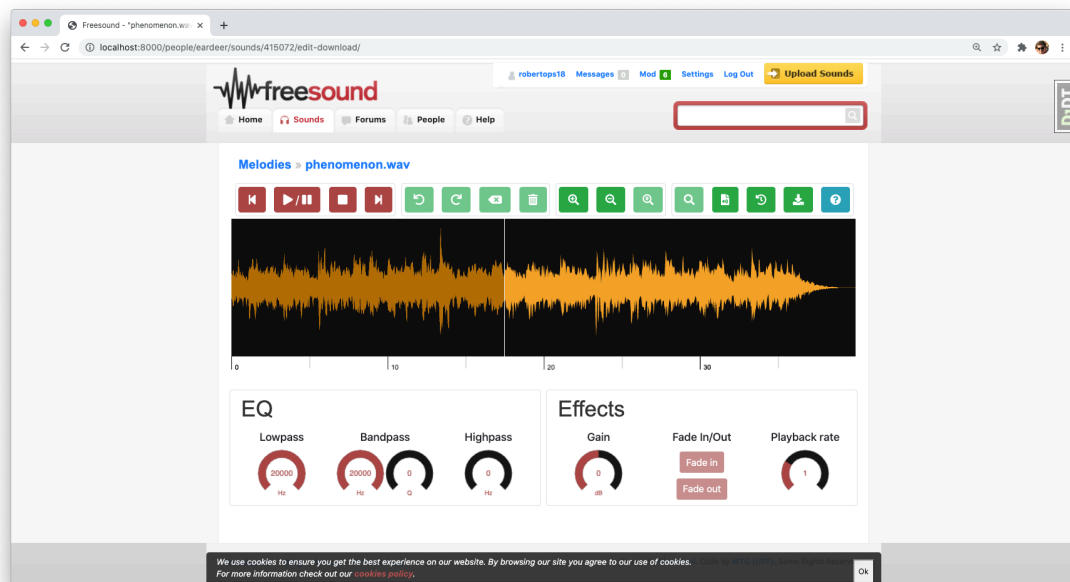 Freesound - "phenomenon.wav
localhost:8000/people/eardeer/sounds/415072/edit-download/
robertops18 Messages 0 Mod 6 Settings Log Out Upload Sounds
freesound
Home Sounds Forums People Help
DjDT
Melodies » phenomenon.wav
0 10 20 30
EQ
Lowpass Bandpass Highpass
20000 20000 0 0
Hz Hz Q Hz
Effects
Gain Fade In/Out Playback rate
0 Fade in 1
dB Fade out
We use cookies to ensure you get the best experience on our website. By browsing our site you agree to our use of cookies.
For more information check out our cookies policy.
Ok